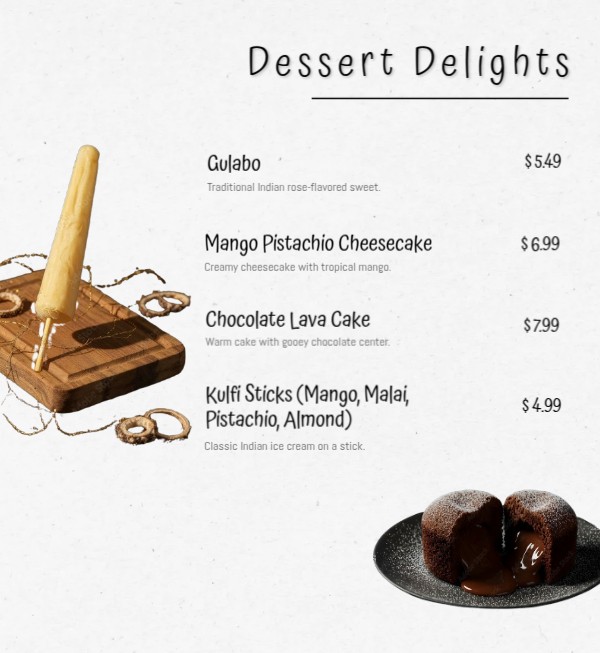 Dessert Delights
Gulabo $5.49
Traditional Indian rose-flavored sweet.
Mango Pistachio Cheesecake $6.99
Creamy cheesecake with tropical mango.
Chocolate Lava Cake $7.99
Warm cake with gooey chocolate center.
Kulfi Sticks (Mango, Malai,
Pistachio, Almond) $4.99
Classic Indian ice cream on a stick.